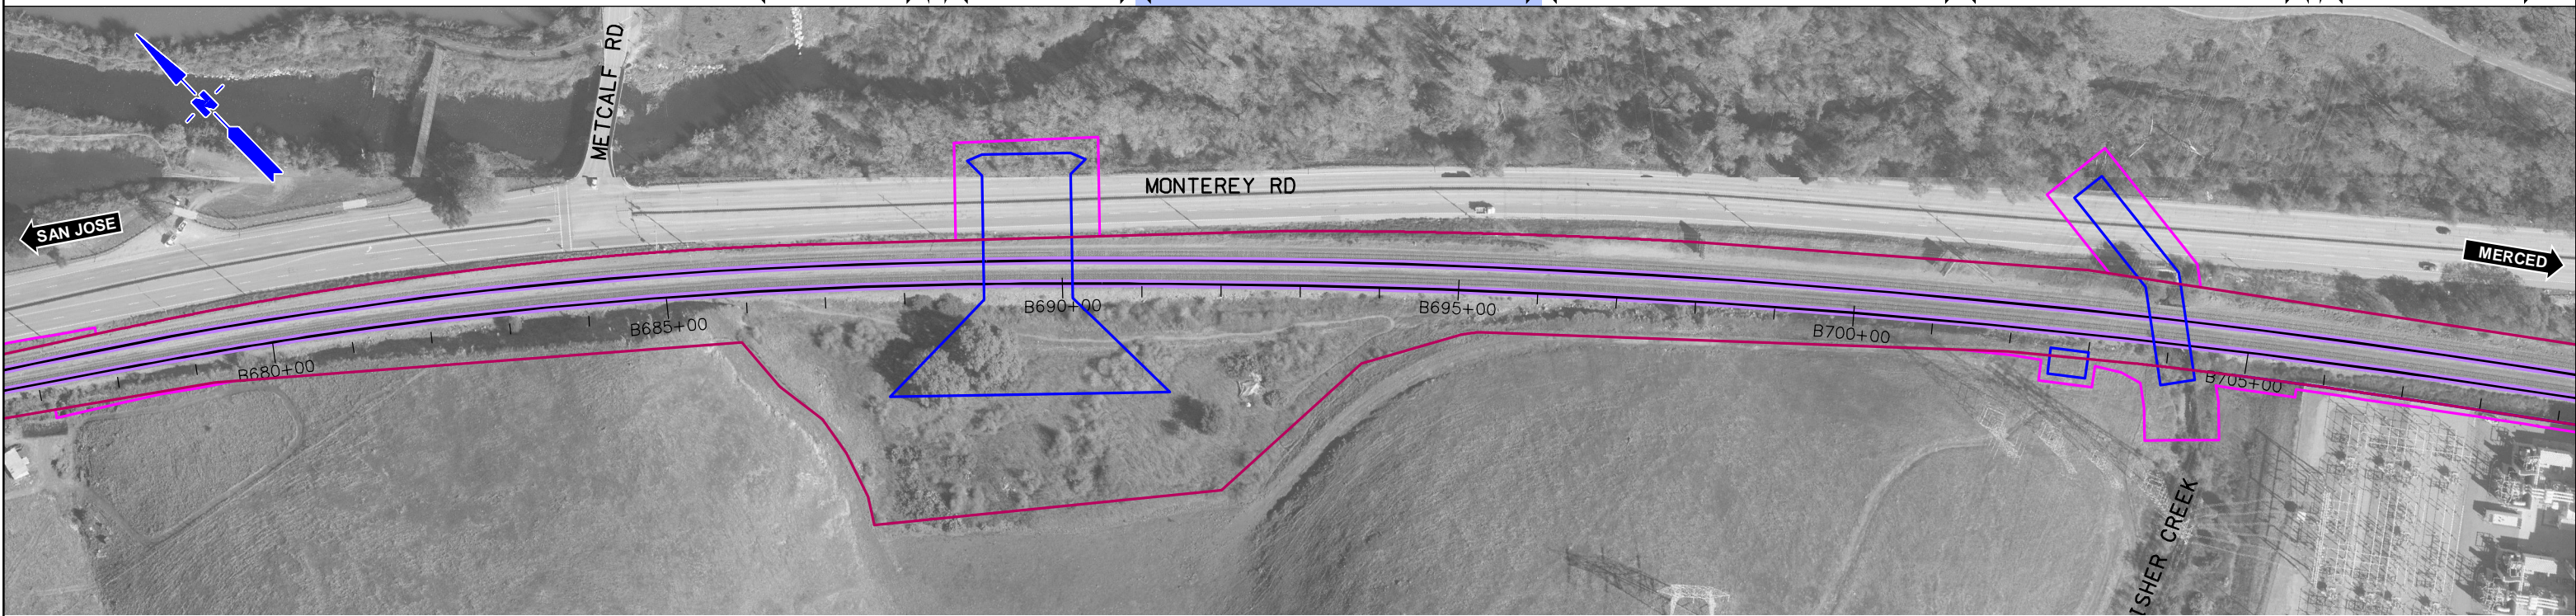 METCALF RD
N
MONTEREY RD
SAN JOSE
MERCED
B680+00
B685+00
B690+00
B695+00
B700+00
B705+00
ISHER CREEK